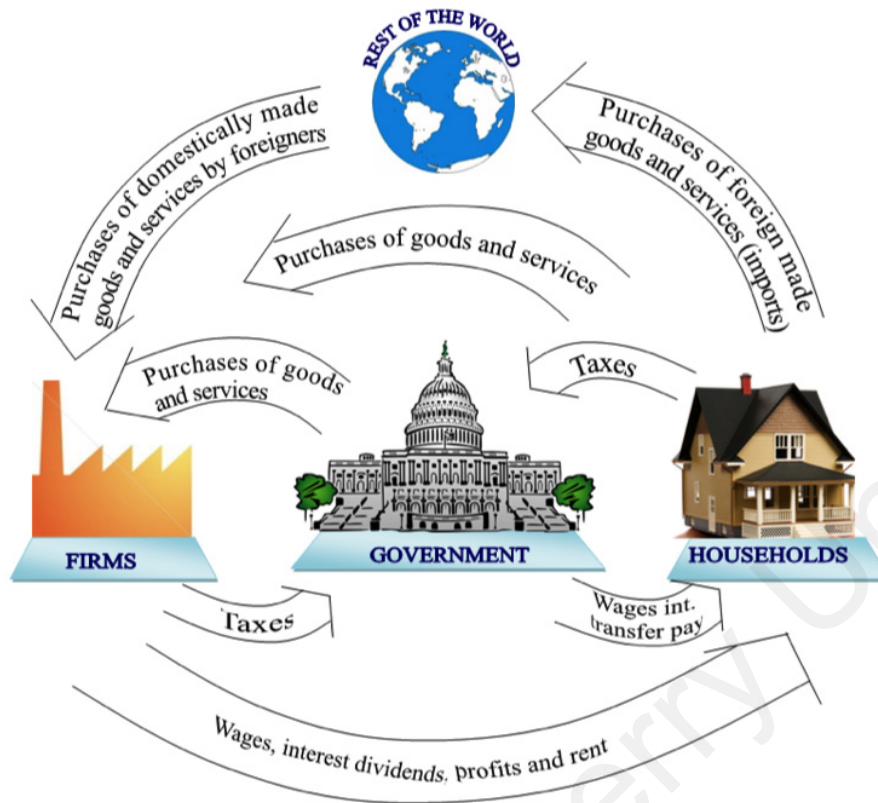 REST OF THE WORLD
Purchases of domestically made
goods and services by foreigners
Purchases of foreign made
goods and services (imports)
Purchases of goods and services
Purchases of goods
and services
Taxes
FIRMS
GOVERNMENT
HOUSEHOLDS
Taxes
Wages int.
transfer pay
Wages, interest dividends. profits and rent
erry U